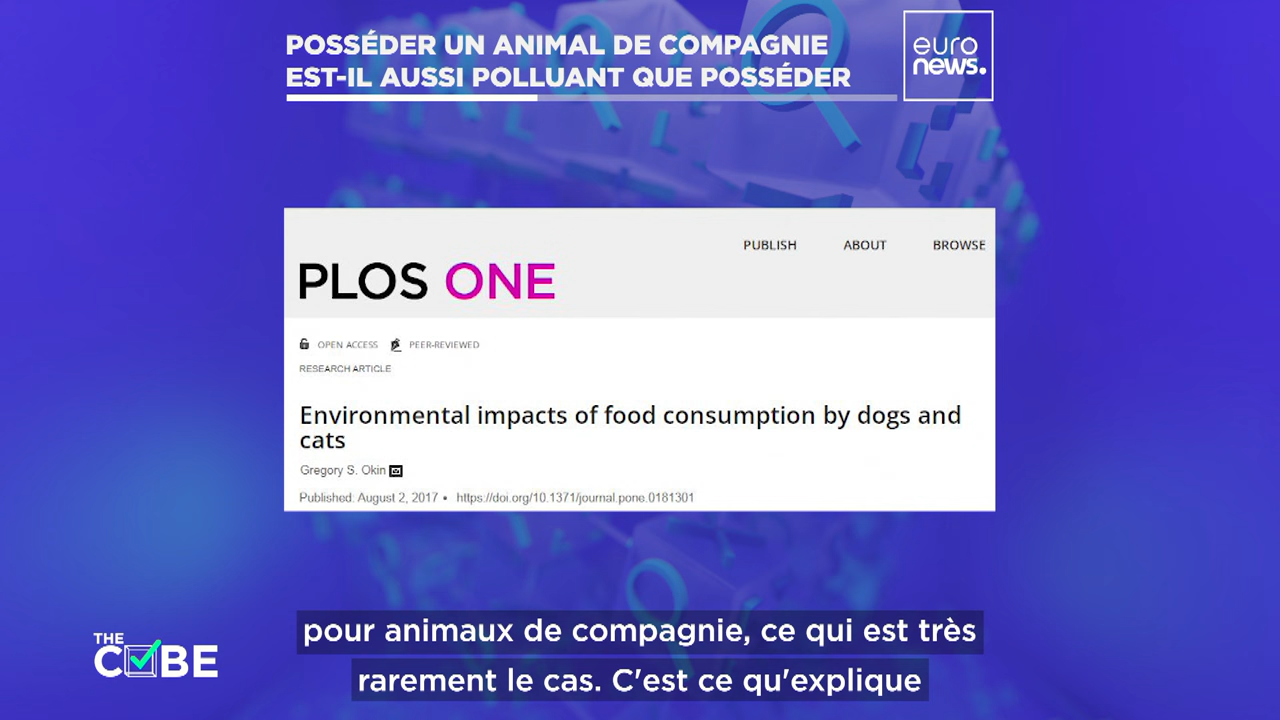 POSSÉDER UN ANIMAL DE COMPAGNIE
EST-IL AUSSI POLLUANT QUE POSSÉDER
euro
news.
PUBLISH ABOUT BROWSE
PLOS ONE
OPEN ACCESS PEER-REVIEWED
RESEARCH ARTICLE
Environmental impacts of food consumption by dogs and
cats
Gregory S. Okin
Published: August 2, 2017 • https://doi.org/10.1371/journal.pone.0181301
pour animaux de compagnie, ce qui est très
rarement le cas. C'est ce qu'explique
THE
CUBE